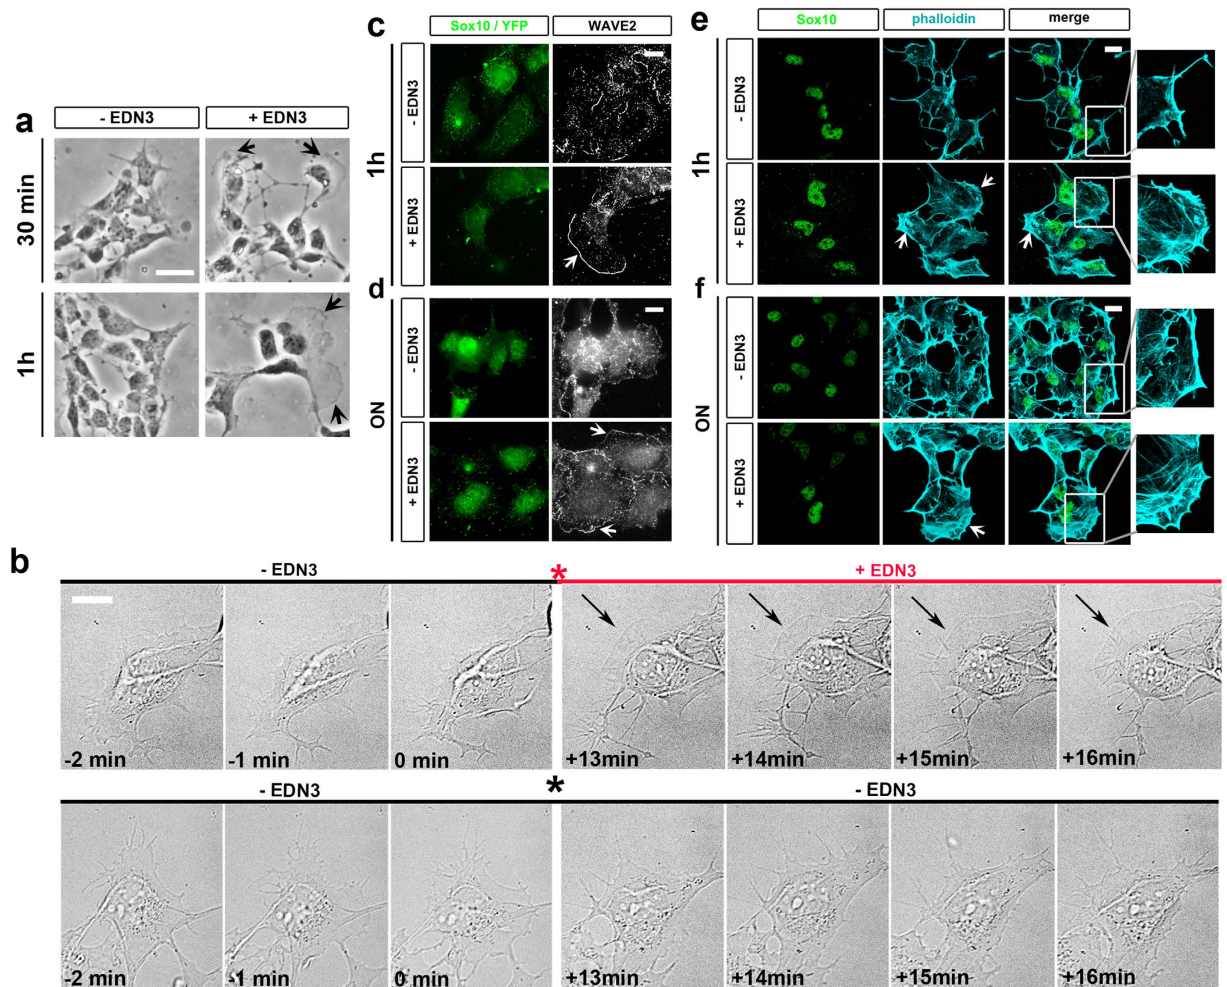 a
- EDN3
+ EDN3
30 min
1h
c
Sox10 / YFP
WAVE2
1h
- EDN3
+ EDN3
d
ON
- EDN3
+ EDN3
e
Sox10
phalloidin
merge
1h
- EDN3
+ EDN3
f
ON
- EDN3
+ EDN3
b
- EDN3
*
+ EDN3
-2 min
-1 min
0 min
+13min
+14min
+15min
+16min
- EDN3
*
- EDN3
-2 min
-1 min
0 min
+13min
+14min
+15min
+16min